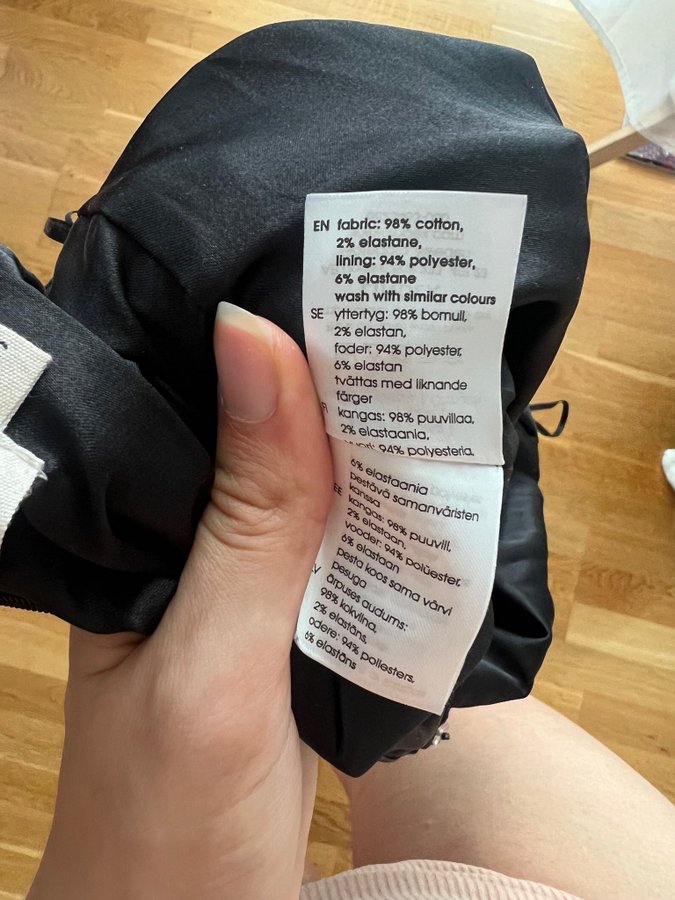 EN fabric: 98% cotton,
2% elastane,
lining: 94% polyester,
6% elastane
wash with similar colours
SE yttertyg: 98% bomull,
2% elastan,
foder: 94% polyester,
6% elastan
tvättas med liknande
färger
kangas: 98% puuvillaa,
2% elastaania,
94% polyesteria,
6% elastaania
pestävä samanväristen
kanssa
EE kangas: 98% puuvill,
2% elastaan,
vooder: 94% polüester,
6% elastaan
pesta koos sama värvi
pesuga
ārpuses audums:
98% kokvilna,
2% elastāns,
odere: 94% poliesters,
6% elastāns